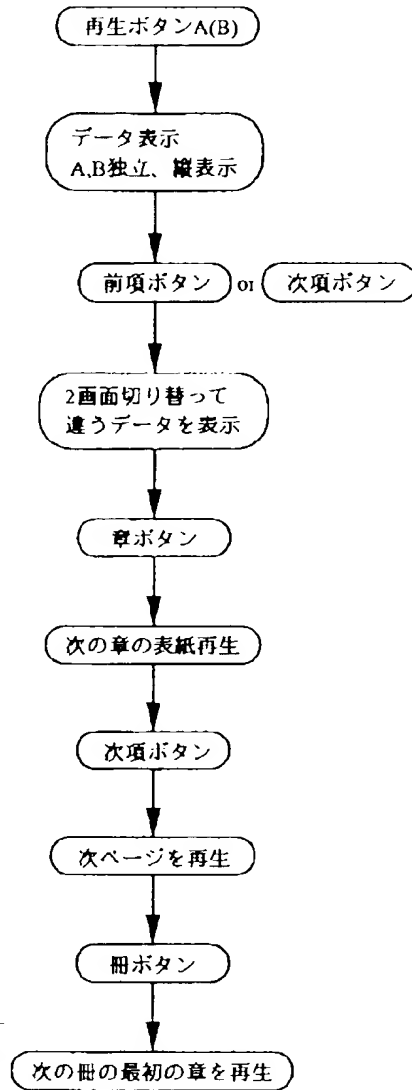 再生ボタンA(B)
データ表示
A,B独立、縦表示
前項ボタン or 次項ボタン
2画面切り替って
違うデータを表示
章ボタン
次の章の表紙再生
次項ボタン
次ページを再生
冊ボタン
次の冊の最初の章を再生